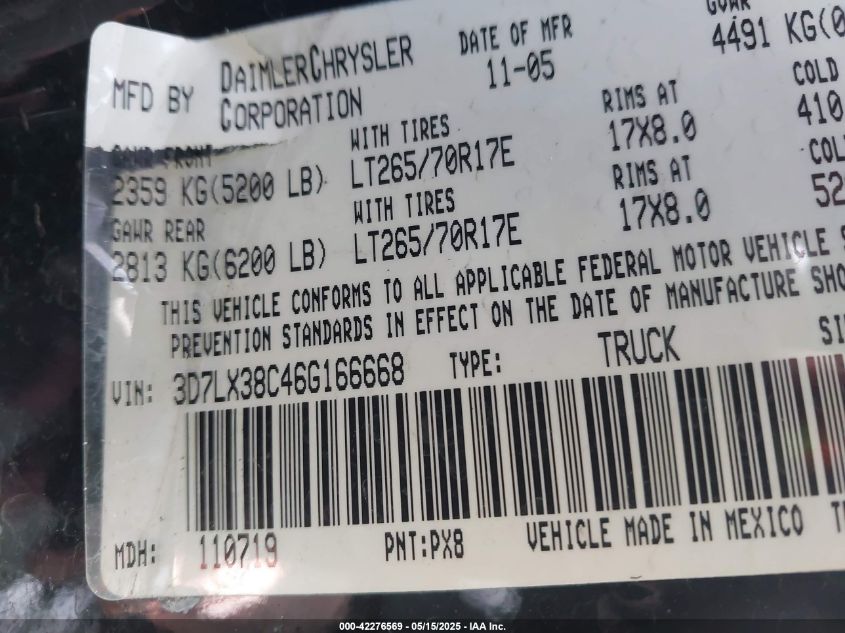 MFD BY DAIMLERCHRYSLER CORPORATION DATE OF MFR 11-05 GVWR 4491 KG(
GAWR FRONT WITH TIRES RIMS AT COLD
2359 KG(5200 LB) LT265/70R17E 17X8.0 410
GAWR REAR WITH TIRES RIMS AT COL
2813 KG(6200 LB) LT265/70R17E 17X8.0 52
THIS VEHICLE CONFORMS TO ALL APPLICABLE FEDERAL MOTOR VEHICLE S
PREVENTION STANDARDS IN EFFECT ON THE DATE OF MANUFACTURE SHO
VIN: 3D7LX38C46G166668 TYPE: TRUCK SI
MDH: 110719 PNT:PX8 VEHICLE MADE IN MEXICO T
000-42276569 - 05/15/2025 - IAA Inc.